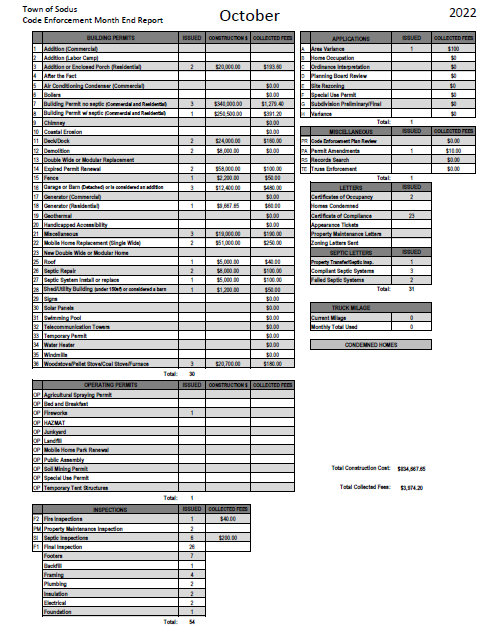 Town of Sodus
Code Enforcement Month End Report
October
2022
BUILDING PERMITS ISSUED CONSTRUCTION $ COLLECTED FEES
1 Addition (Commercial)
2 Addition (Labor Camp)
3 Addition or Enclosed Porch (Residential) 2 $20,000.00 $193.60
4 After the Fact
5 Air Conditioning Condenser (Commercial) $0.00
6 Boilers $0.00
7 Building Permit no septic (Commercial and Residential) 3 $340,000.00 $1,279.40
8 Building Permit w/ septic (Commercial and Residential) 1 $250,500.00 $391.20
9 Chimney $0.00
10 Coastal Erosion $0.00
11 Deck/Dock 2 $24,000.00 $160.00
12 Demolition 2 $8,000.00 $0.00
13 Double Wide or Modular Replacement
14 Expired Permit Renewal 2 $58,000.00 $100.00
15 Fence 1 $2,200.00 $50.00
16 Garage or Barn (Detached) or is considered an addition 3 $12,400.00 $480.00
17 Generator (Commercial) $0.00
18 Generator (Residential) 1 $9,667.85 $60.00
19 Geothermal $0.00
20 Handicapped Accessibility $0.00
21 Miscellaneous 3 $19,000.00 $190.00
22 Mobile Home Replacement (Single Wide) 2 $51,000.00 $250.00
23 New Double Wide or Modular Home
25 Roof 1 $5,000.00 $40.00
26 Septic Repair 2 $8,000.00 $100.00
27 Septic System Install or replace 1 $5,000.00 $100.00
28 Shed/Utility Building (under 150sf) or considered a barn 1 $1,200.00 $50.00
29 Signs $0.00
30 Solar Panels $0.00
31 Swimming Pool $0.00
32 Telecommunication Towers $0.00
33 Temporary Permit $0.00
34 Water Heater $0.00
35 Windmills $0.00
36 Woodstove/Pellet Stove/Coal Stove/Furnace 3 $20,700.00 $180.00
Total: 30
OPERATING PERMITS ISSUED CONSTRUCTION $ COLLECTED FEES
OP Agricultural Spraying Permit
OP Bed and Breakfast
OP Fireworks 1
OP HAZMAT
OP Junkyard
OP Landfill
OP Mobile Home Park Renewal
OP Public Assembly
OP Soil Mining Permit
OP Special Use Permit
OP Temporary Tent Structures
Total: 1
INSPECTIONS ISSUED COLLECTED FEES
F2 Fire Inspections 1 $40.00
PM Property Maintenance Inspection 2
SI Septic Inspections 6 $200.00
F1 Final Inspection 26
Footers 7
Backfill 1
Framing 4
Plumbing 2
Insulation 2
Electrical 2
Foundation 1
Total: 54
APPLICATIONS ISSUED COLLECTED FEES
A Area Variance 1 $100
B Home Occupation $0
C Ordinance Interpretation $0
D Planning Board Review $0
E Site Rezoning $0
F Special Use Permit $0
G Subdivision Preliminary/Final $0
H Variance $0
Total: 1
MISCELLANEOUS ISSUED COLLECTED FEES
PR Code Enforcement Plan Review $0.00
PA Permit Amendments 1 $10.00
RS Records Search $0.00
TE Truss Enforcement $0.00
Total: 1
LETTERS ISSUED
Certificates of Occupancy 2
Homes Condemned
Certificate of Compliance 23
Appearance Tickets
Property Maintenance Letters
Zoning Letters Sent
SEPTIC LETTERS ISSUED
Property Transfer/Septic Insp. 1
Compliant Septic Systems 3
Failed Septic Systems 2
Total: 31
TRUCK MILAGE
Current Milage 0
Monthly Total Used 0
CONDEMNED HOMES
Total Construction Cost: $834,667.85
Total Collected Fees: $3,974.20